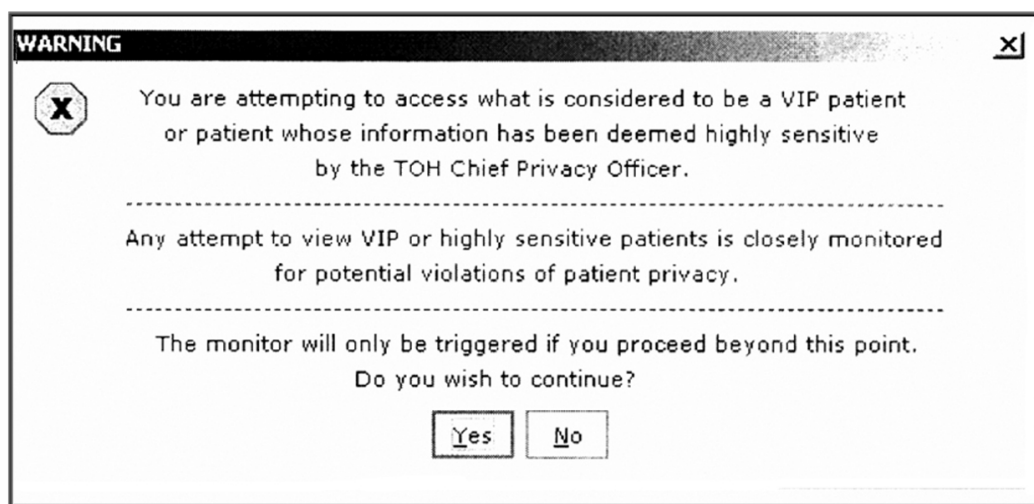 WARNING
X
You are attempting to access what is considered to be a VIP patient
or patient whose information has been deemed highly sensitive
by the TOH Chief Privacy Officer.
Any attempt to view VIP or highly sensitive patients is closely monitored
for potential violations of patient privacy.
The monitor will only be triggered if you proceed beyond this point.
Do you wish to continue?
Yes No